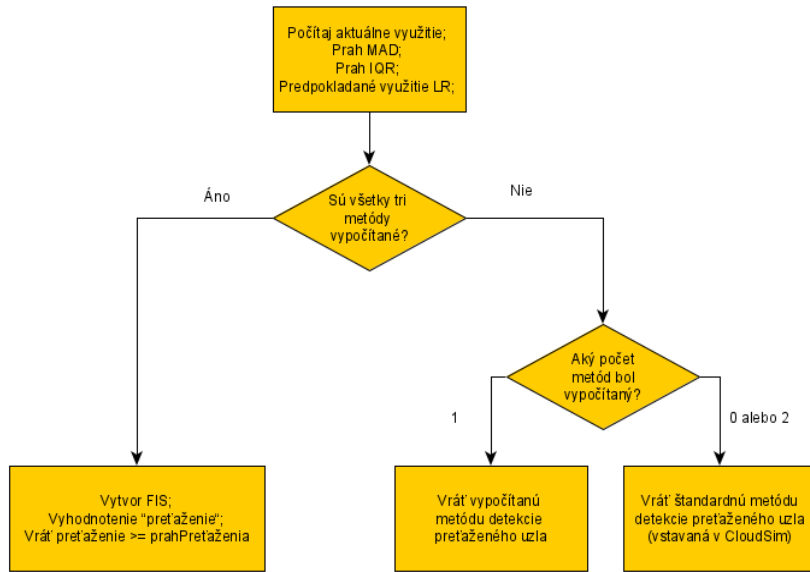 Počítaj aktuálne využitie;
Prah MAD;
Prah IQR;
Predpokladané využitie LR;
Áno
Sú všetky tri
metódy
vypočítané?
Nie
Aký počet
metód bol
vypočítaný?
1
0 alebo 2
Vytvor FIS;
Vyhodnotenie “preťaženie“;
Vráť preťaženie >= prahPreťaženia
Vráť vypočítanú
metódu detekcie
preťaženého uzla
Vráť štandardnú metódu
detekcie preťaženého uzla
(vstavaná v CloudSim)